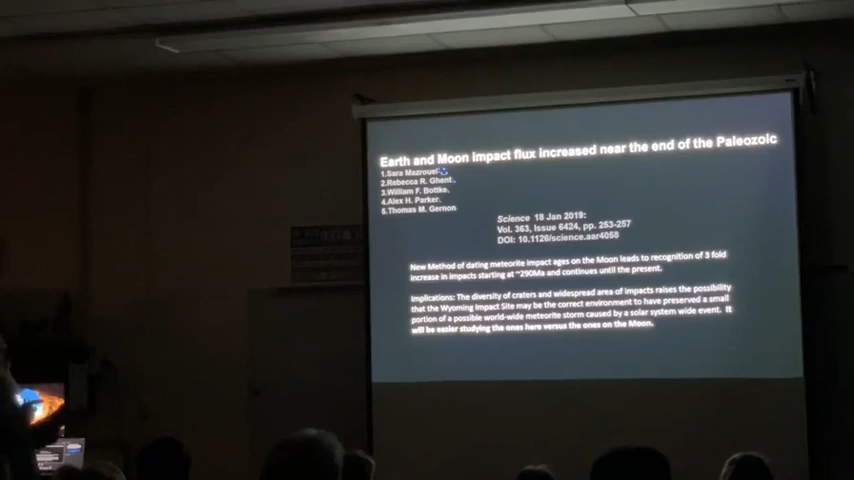 Earth and Moon impact flux increased near the end of the Paleozoic
1.Sara Mazrouei
2.Rebecca R. Ghent,
3.William F. Bottke,
4.Alex H. Parker,
5.Thomas M. Gernon
Science 18 Jan 2019:
Vol. 363, Issue 6424, pp. 253-257
DOI: 10.1126/science.aar4058
New Method of dating meteorite impact ages on the Moon leads to recognition of 3 fold
increase in impacts starting at ~290Ma and continues until the present.
Implications: The diversity of craters and widespread area of impacts raises the possibility
that the Wyoming Impact Site may be the correct environment to have preserved a small
portion of a possible world-wide meteorite storm caused by a solar system wide event. It
will be easier studying the ones here versus the ones on the Moon.